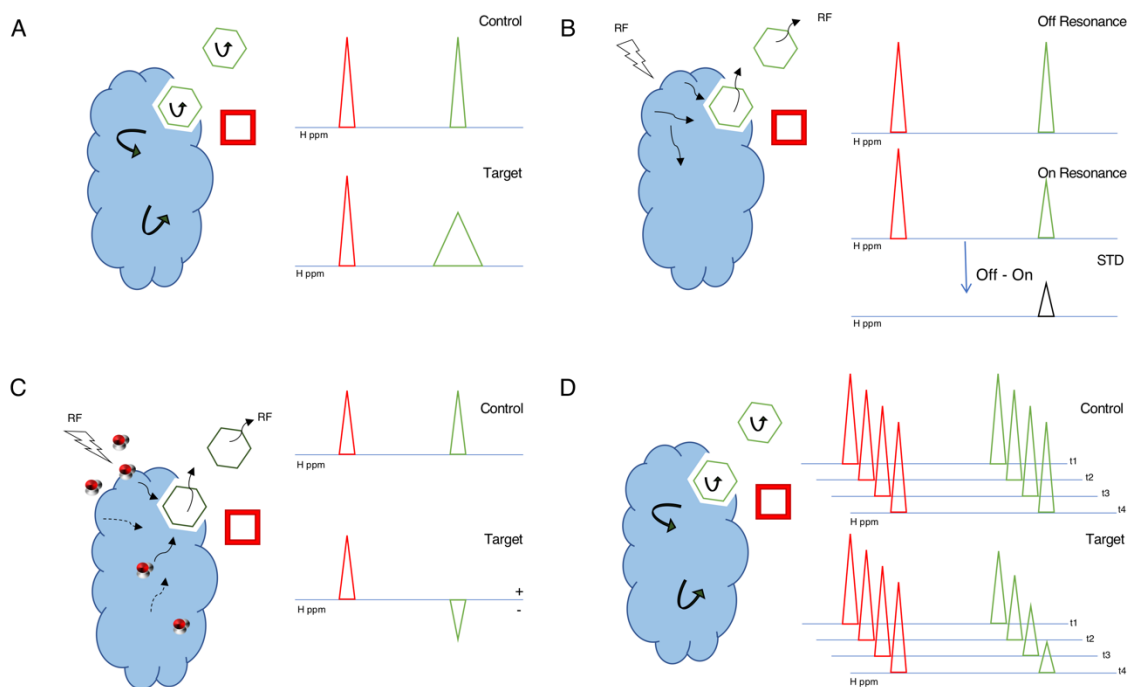 A
Control
H ppm
Target
H ppm
B
RF
RF
Off Resonance
H ppm
On Resonance
H ppm
STD
Off - On
H ppm
C
RF
RF
Control
H ppm
Target
+
-
H ppm
D
Control
t1
t2
t3
t4
H ppm
Target
t1
t2
t3
t4
H ppm